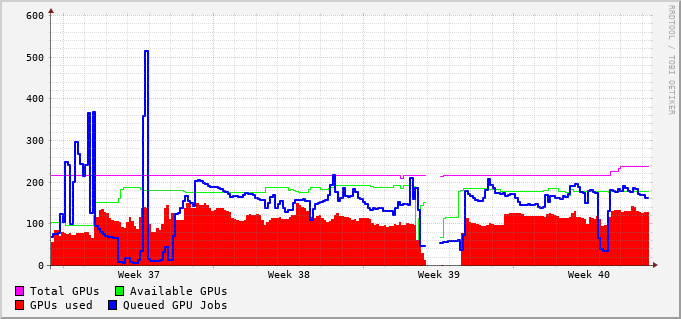 600
500
400
300
200
100
0
Week 37 Week 38 Week 39 Week 40
Total GPUs Available GPUs
GPUs used Queued GPU Jobs
RRDTOOL / TOBI OETIKER